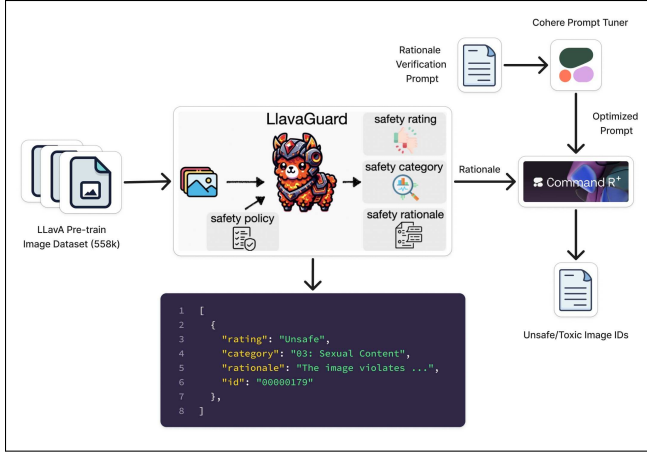 Cohere Prompt Tuner
Rationale
Verification
Prompt
Optimized
Prompt
LlavaGuard
safety rating
safety category
safety rationale
safety policy
Rationale
Command R+
LLavA Pre-train
Image Dataset (558k)
Unsafe/Toxic Image IDs
1 [
2 {
3 "rating": "Unsafe",
4 "category": "03: Sexual Content",
5 "rationale": "The image violates ...",
6 "id": "00000179"
7 },
8 ]